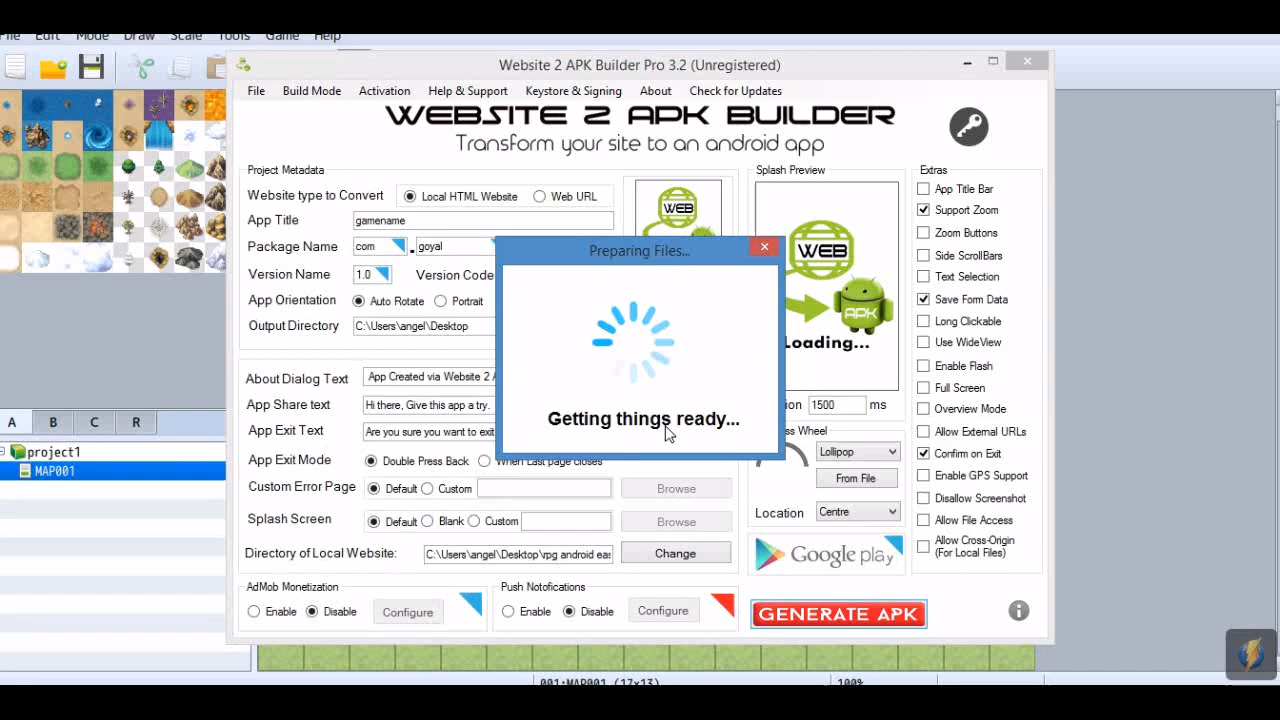 File Edit Mode Draw Scale Tools Game Help
Website 2 APK Builder Pro 3.2 (Unregistered)
File Build Mode Activation Help & Support Keystore & Signing About Check for Updates
WEBSITE 2 APK BUILDER
Transform your site to an android app
Project Metadata
Website type to Convert Local HTML Website Web URL
App Title gamename
Package Name com . goyal
Version Name 1.0 Version Code
App Orientation Auto Rotate Portrait
Output Directory C:\Users\angel\Desktop
WEB
Splash Preview
WEB
APK
Loading...
Extras
App Title Bar
Support Zoom
Zoom Buttons
Side ScrollBars
Text Selection
Save Form Data
Long Clickable
Use WideView
Enable Flash
Full Screen
Overview Mode
Allow External URLs
Confirm on Exit
Enable GPS Support
Disallow Screenshot
Allow File Access
Allow Cross-Origin
(For Local Files)
Preparing Files...
Getting things ready...
About Dialog Text App Created via Website 2
App Share text Hi there, Give this app a try.
App Exit Text Are you sure you want to exit
App Exit Mode Double Press Back When Last page closes
Custom Error Page Default Custom Browse
Splash Screen Default Blank Custom Browse
Directory of Local Website: C:\Users\angel\Desktop\rpg android eas Change
1500 ms
Lollipop
From File
Location Centre
Google play
AdMob Monetization
Enable Disable Configure
Push Notofications
Enable Disable Configure
GENERATE APK
A B C R
project1
MAP001
001:MAP001 (17x13) 100%